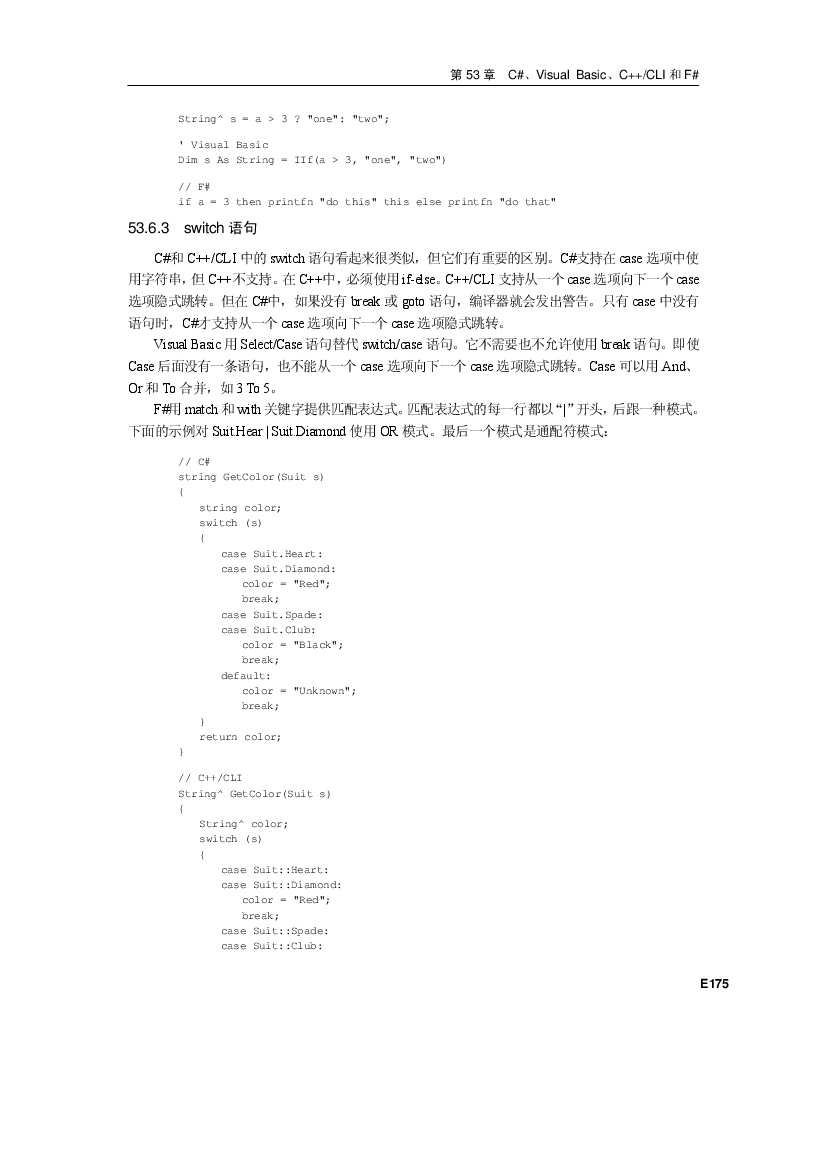 第 53 章 C#、Visual Basic、C++/CLI 和 F#
String^ s = a > 3 ? "one": "two";
' Visual Basic
Dim s As String = IIf(a > 3, "one", "two")
// F#
if a = 3 then printfn "do this" this else printfn "do that"
53.6.3 switch 语句
C#和 C++/CLI 中的 switch 语句看起来很类似，但它们有重要的区别。C#支持在 case 选项中使
用字符串，但 C++不支持。在 C++中，必须使用 if-else。C++/CLI 支持从一个 case 选项向下一个 case
选项隐式跳转。但在 C#中，如果没有 break 或 goto 语句，编译器就会发出警告。只有 case 中没有
语句时，C#才支持从一个 case 选项向下一个 case 选项隐式跳转。
Visual Basic 用 Select/Case 语句替代 switch/case 语句。它不需要也不允许使用 break 语句。即使
Case 后面没有一条语句，也不能从一个 case 选项向下一个 case 选项隐式跳转。Case 可以用 And、
Or 和 To 合并，如 3 To 5。
F#用 match 和 with 关键字提供匹配表达式。匹配表达式的每一行都以“|”开头，后跟一种模式。
下面的示例对 Suit.Hear | Suit.Diamond 使用 OR 模式。最后一个模式是通配符模式：
// C#
string GetColor(Suit s)
{
string color;
switch (s)
{
case Suit.Heart:
case Suit.Diamond:
color = "Red";
break;
case Suit.Spade:
case Suit.Club:
color = "Black";
break;
default:
color = "Unknown";
break;
}
return color;
}
// C++/CLI
String^ GetColor(Suit s)
{
String^ color;
switch (s)
{
case Suit::Heart:
case Suit::Diamond:
color = "Red";
break;
case Suit::Spade:
case Suit::Club:
E175